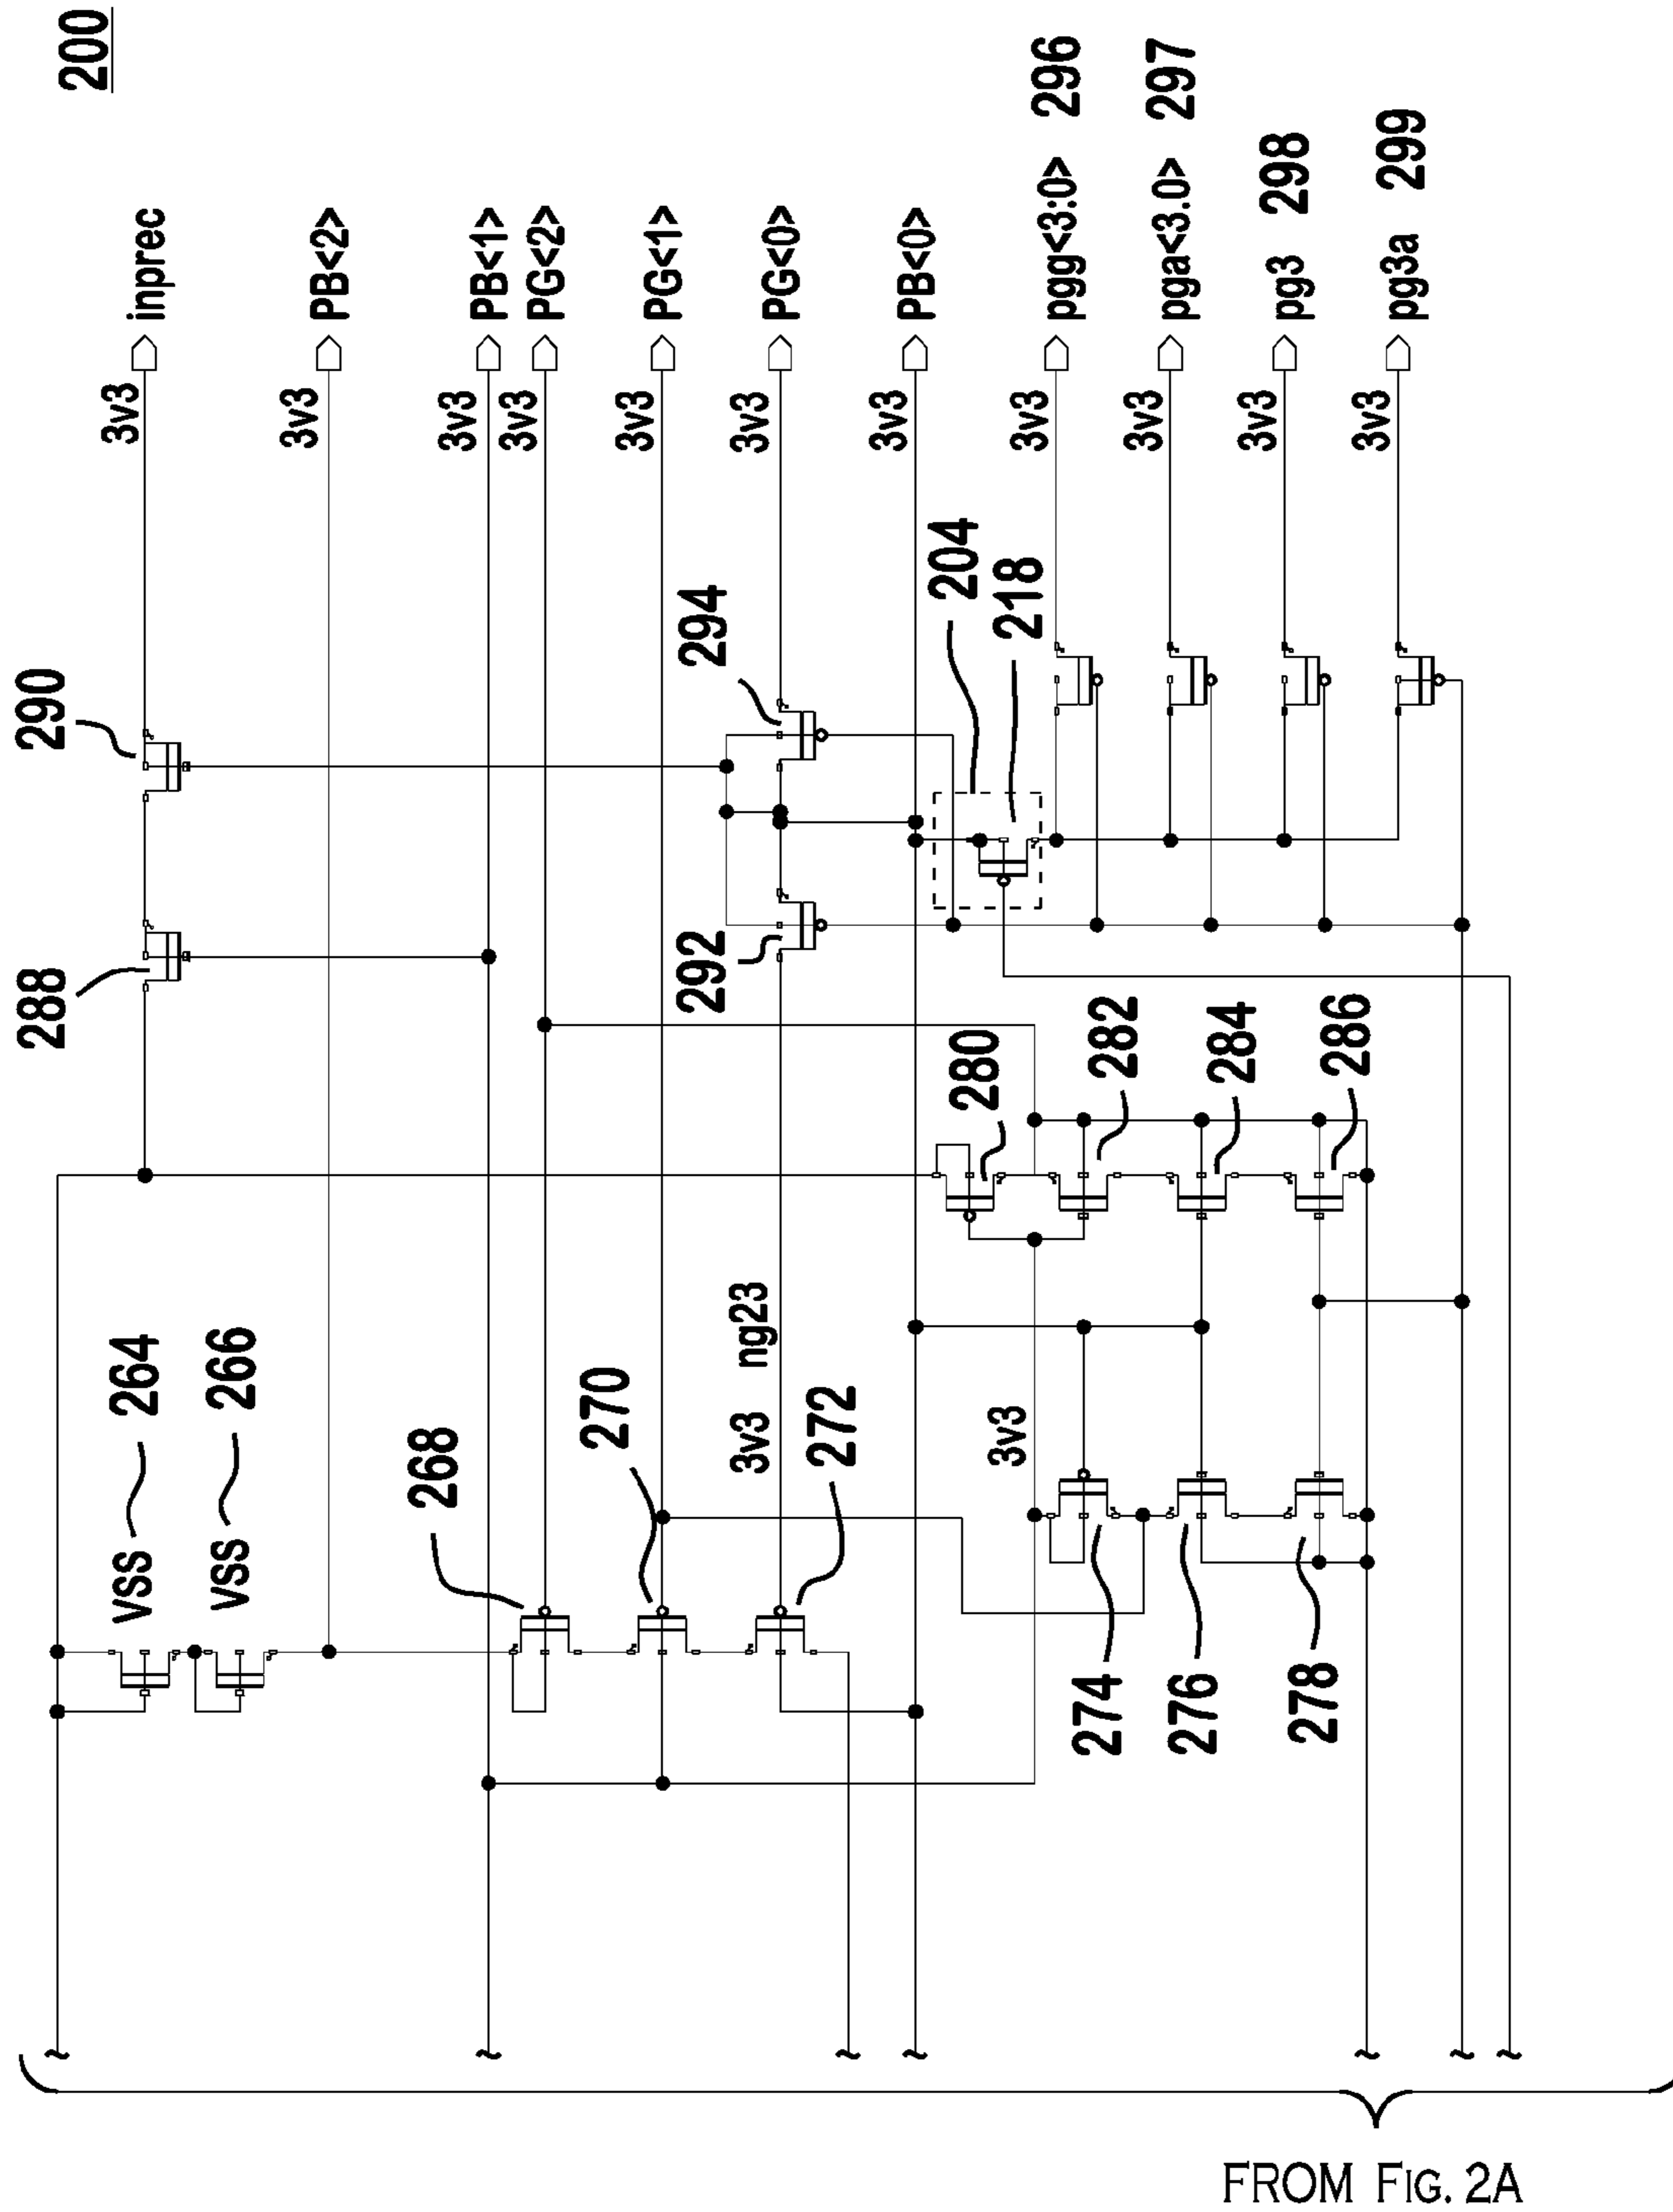 200
inprec
PB<2>
PB<1>
PG<2>
PG<1>
PG<0>
PB<0>
pgg<3:0> 296
pga<3.0> 297
pg3 298
pg3a 299
3v3
3v3
3v3
3v3
3v3
3v3
3v3
3v3
3v3
3v3
3v3
290
288
294
292
204
218
280
282
284
286
264
266
VSS
VSS
268
270
272
3v3 ng23
3v3
274
276
278
FROM FIG. 2A